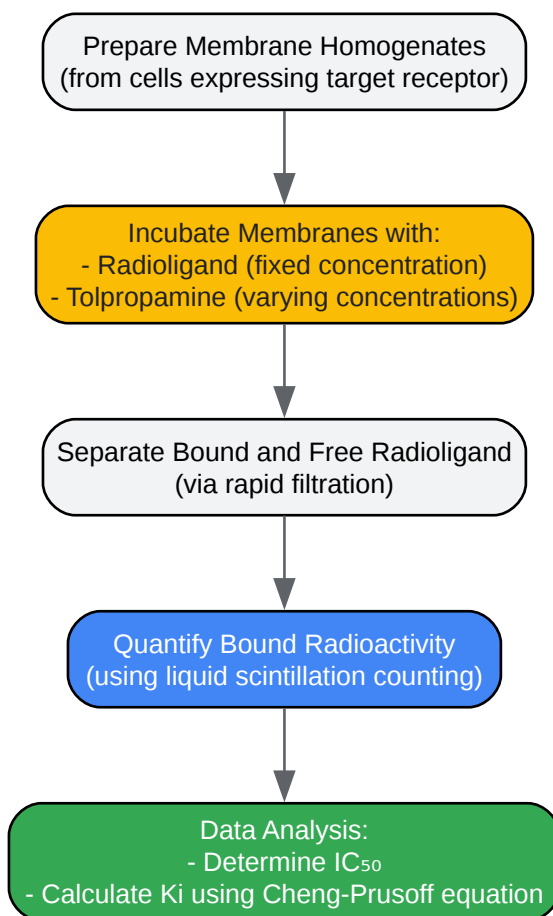 Prepare Membrane Homogenates
(from cells expressing target receptor)
Incubate Membranes with:
- Radioligand (fixed concentration)
- Tolpropamine (varying concentrations)
Separate Bound and Free Radioligand
(via rapid filtration)
Quantify Bound Radioactivity
(using liquid scintillation counting)
Data Analysis:
- Determine IC₅₀
- Calculate Ki using Cheng-Prusoff equation